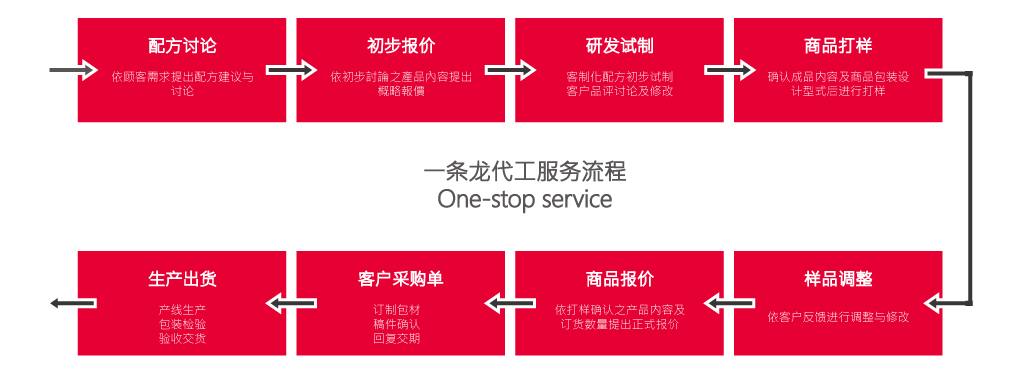 配方讨论
依顾客需求提出配方建议与
讨论
初步报价
依初步討論之產品內容提出
概略報價
研发试制
客制化配方初步试制
客户品评讨论及修改
商品打样
确认成品内容及商品包装设
计型式后进行打样
一条龙代工服务流程
One-stop service
样品调整
依客户反馈进行调整与修改
商品报价
依打样确认之产品内容及
订货数量提出正式报价
客户采购单
订制包材
稿件确认
回复交期
生产出货
产线生产
包装检验
验收交货